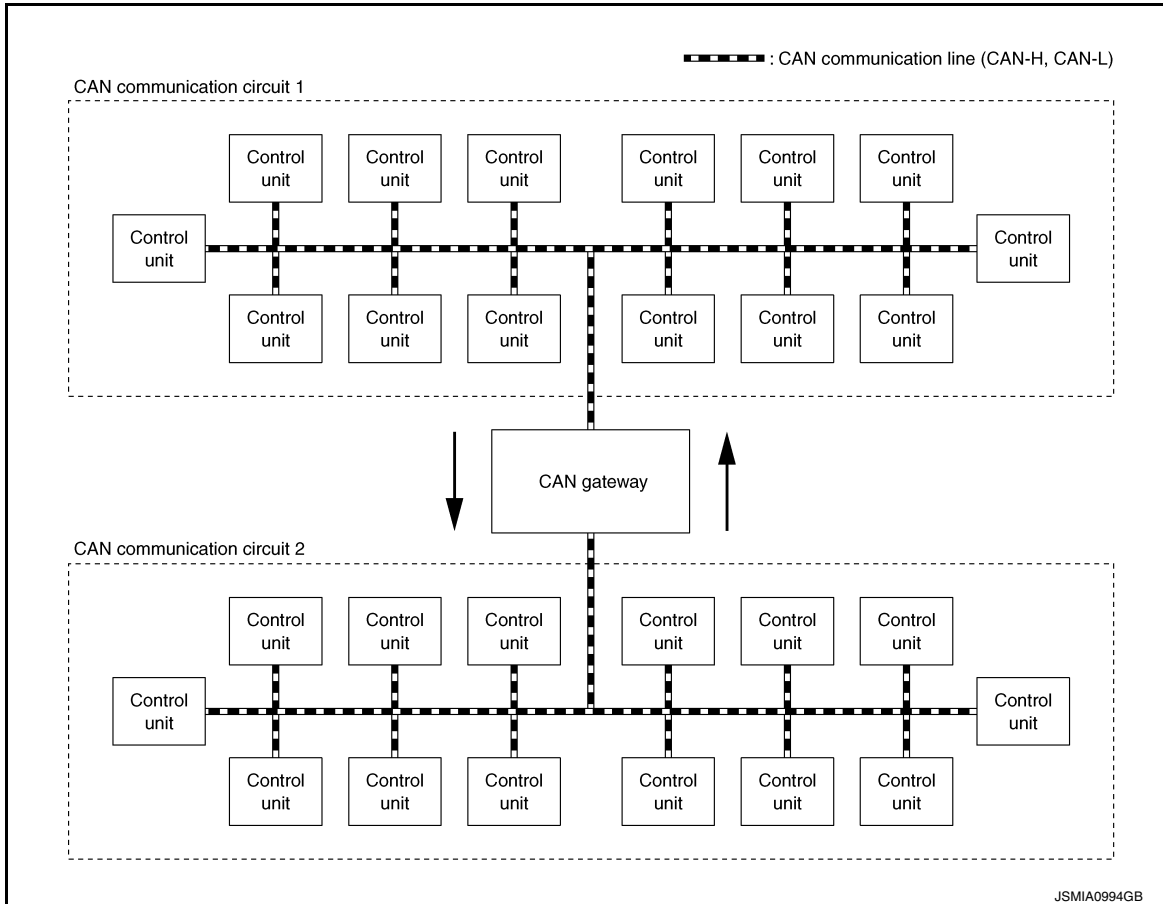 : CAN communication line (CAN-H, CAN-L)
CAN communication circuit 1
Control
unit
Control
unit
Control
unit
Control
unit
Control
unit
Control
unit
Control
unit
Control
unit
Control
unit
Control
unit
Control
unit
Control
unit
Control
unit
Control
unit
CAN gateway
CAN communication circuit 2
Control
unit
Control
unit
Control
unit
Control
unit
Control
unit
Control
unit
Control
unit
Control
unit
Control
unit
Control
unit
Control
unit
Control
unit
Control
unit
Control
unit
JSMIA0994GB